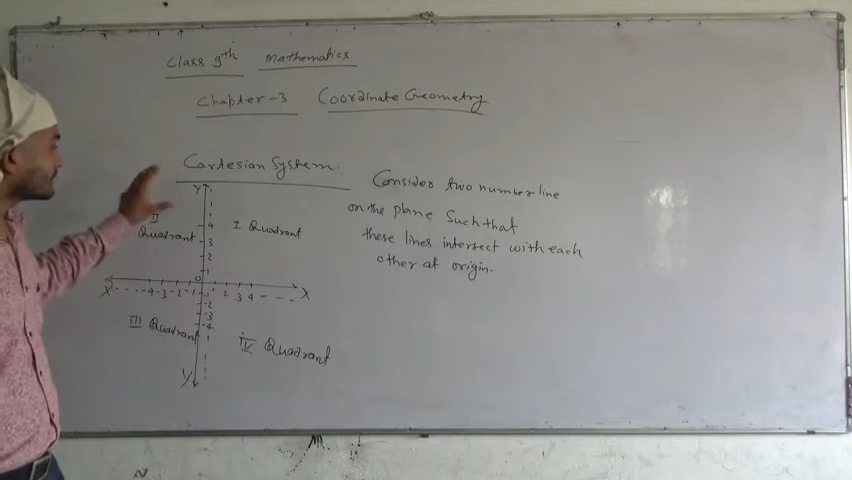 Class 9th Mathematics
Chapter-3 Coordinate Geometry
Cartesian System.
Consider two number line
on the plane Such that
these lines intersect with each
other at origin.
Y
II
Quadrant
I Quadrant
4
3
2
1
0
X' - - - -4 -3 -2 -1 1 2 3 4 - - - X
-1
-2
-3
-4
III Quadrant
IV Quadrant
Y'